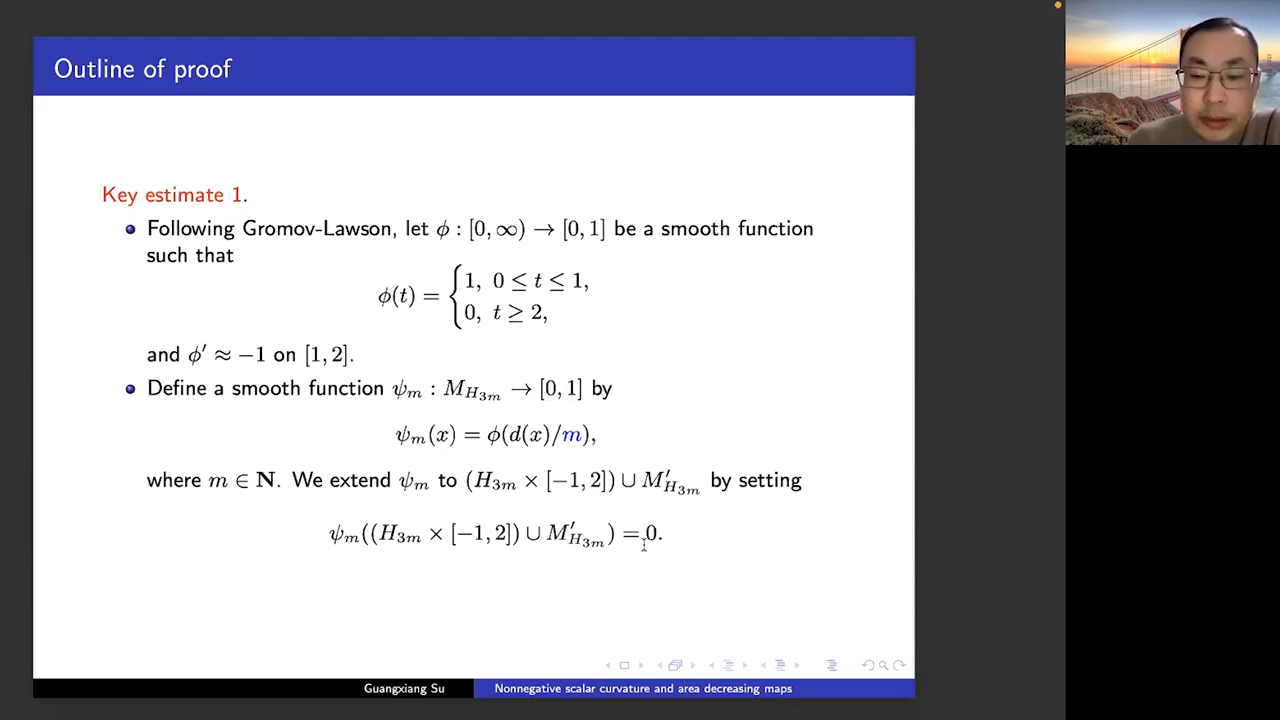 Outline of proof
Key estimate 1.
Following Gromov-Lawson, let ϕ : [0, ∞) → [0, 1] be a smooth function
such that
ϕ(t) = { 1, 0 ≤ t ≤ 1,
0, t ≥ 2,
and ϕ′ ≈ −1 on [1, 2].
Define a smooth function ψ_m : M_{H_{3m}} → [0, 1] by
ψ_m(x) = ϕ(d(x)/m),
where m ∈ N. We extend ψ_m to (H_{3m} × [−1, 2]) ∪ M′_{H_{3m}} by setting
ψ_m((H_{3m} × [−1, 2]) ∪ M′_{H_{3m}}) = 0.
Guangxiang Su
Nonnegative scalar curvature and area decreasing maps